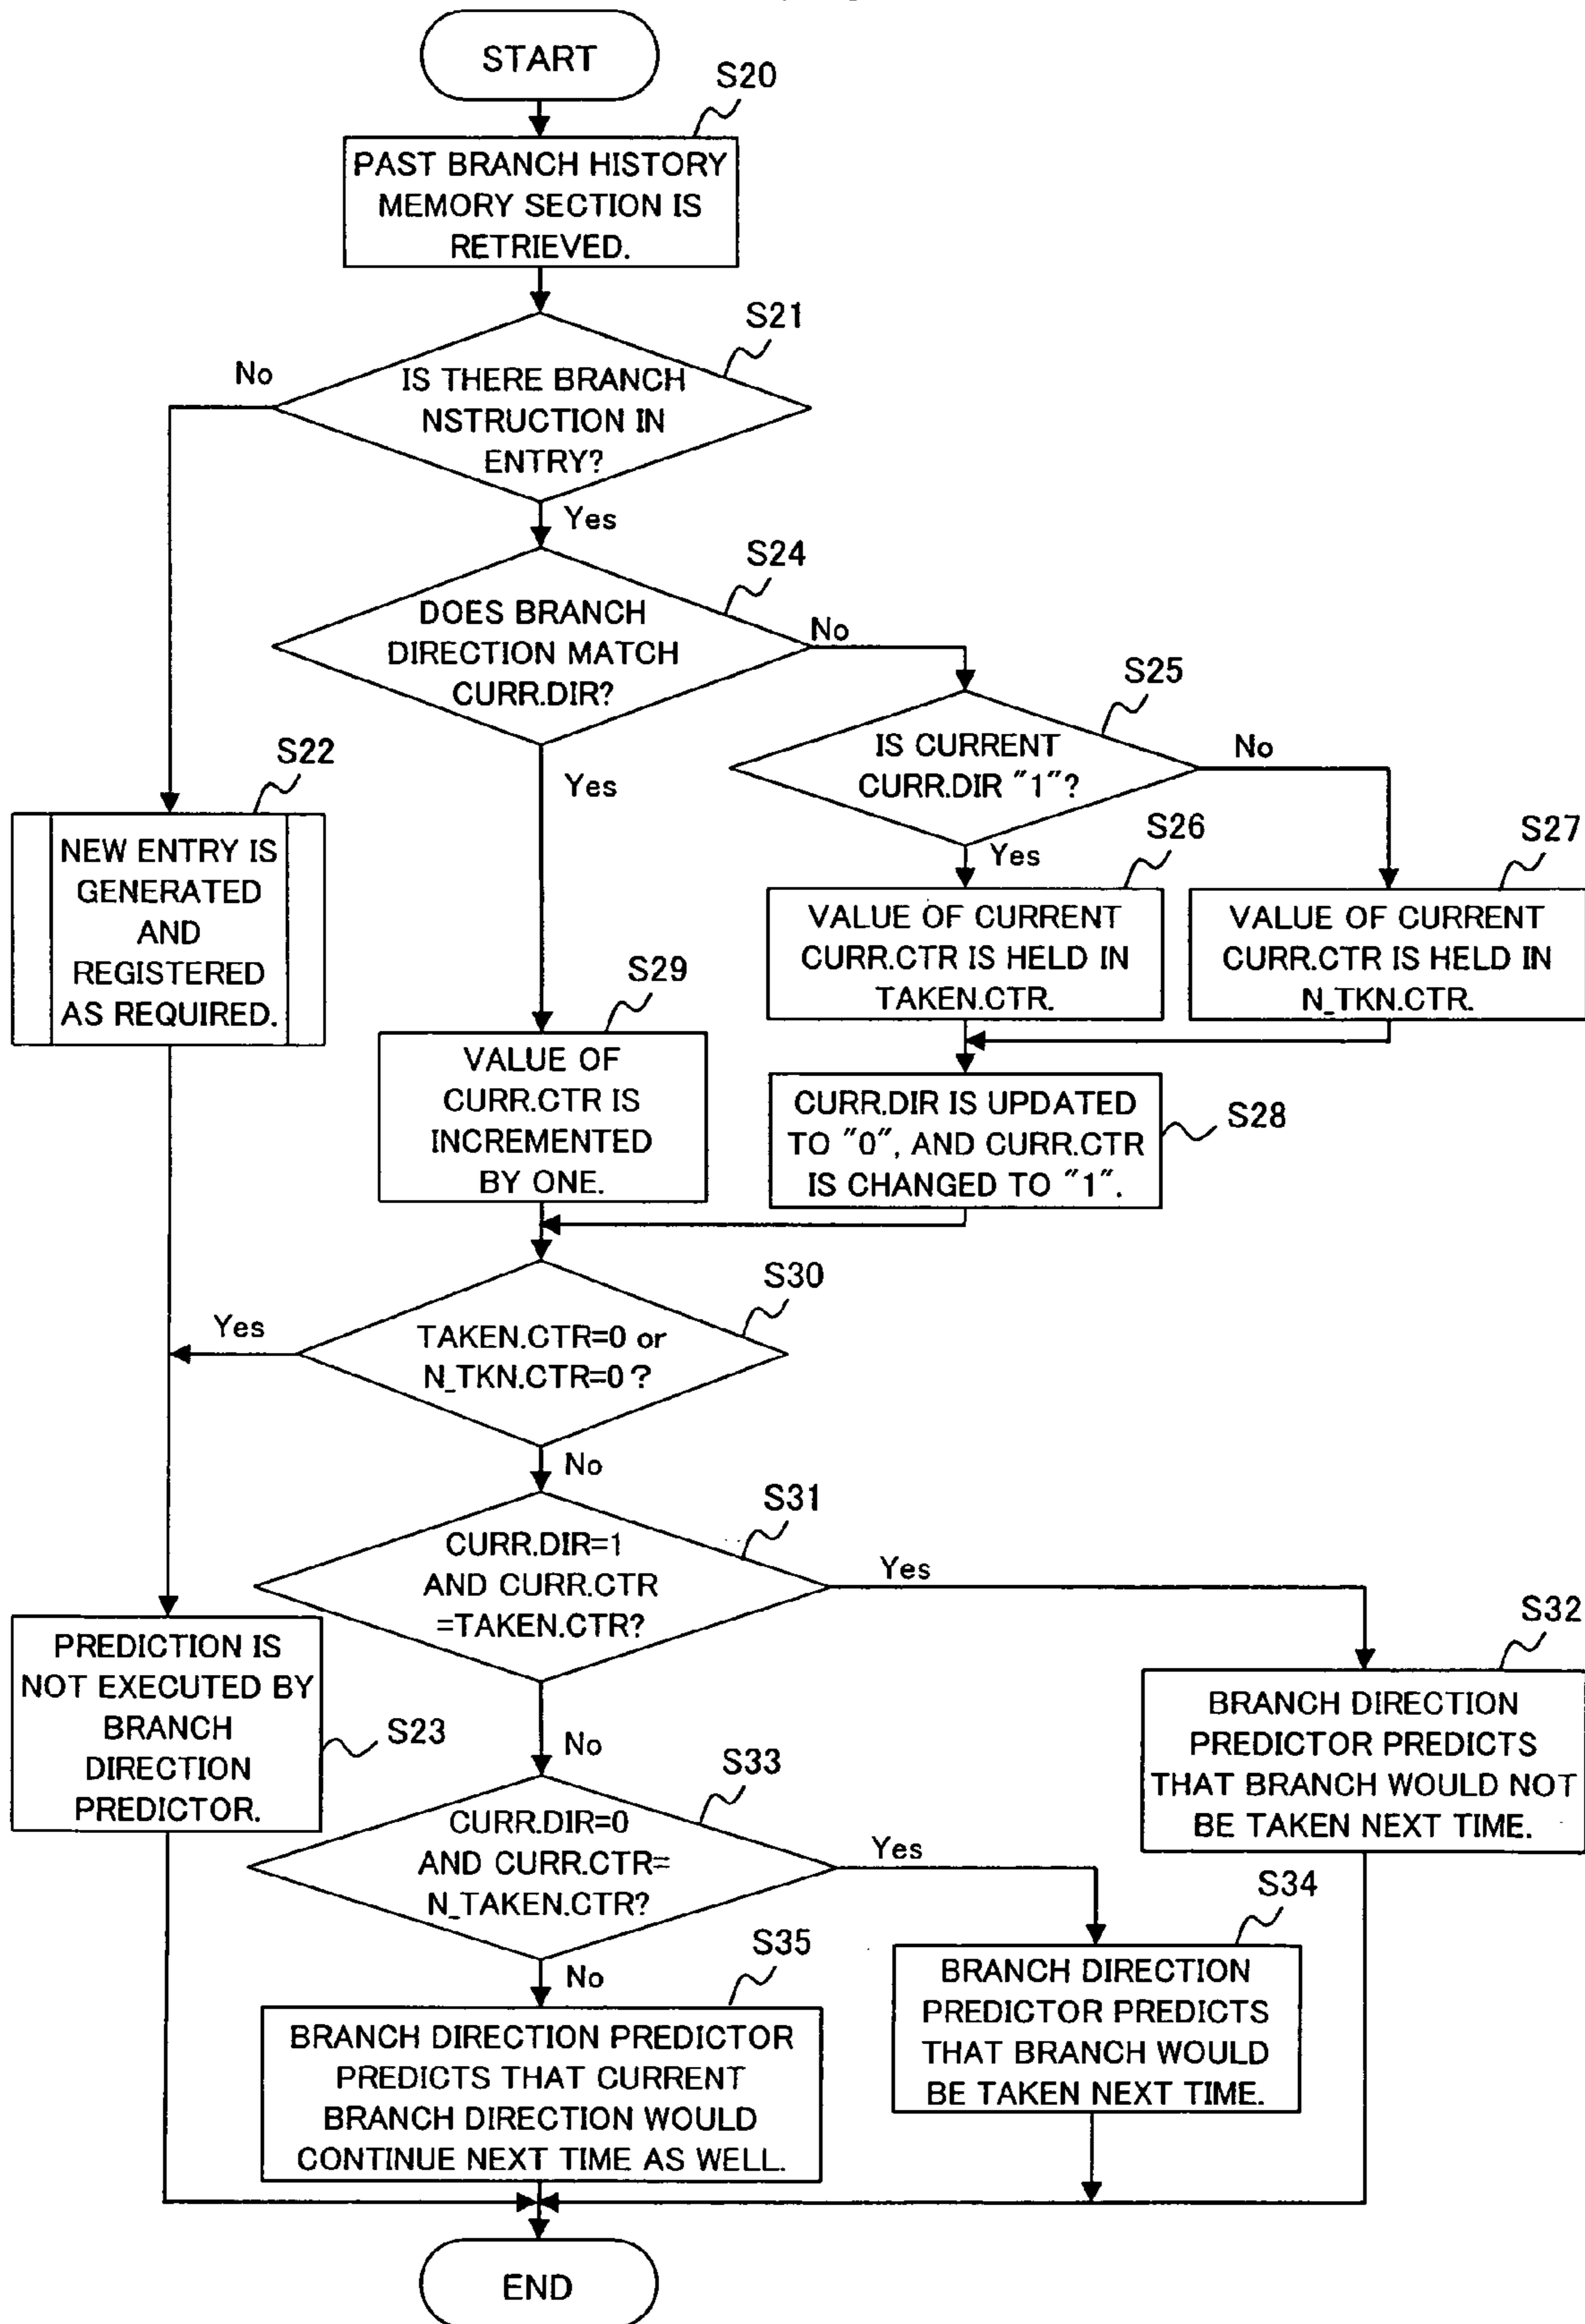 START
S20
PAST BRANCH HISTORY
MEMORY SECTION IS
RETRIEVED.
S21
No
IS THERE BRANCH
NSTRUCTION IN
ENTRY?
Yes
S24
DOES BRANCH
DIRECTION MATCH
CURR.DIR?
No
S25
IS CURRENT
CURR.DIR "1"?
No
Yes
S22
NEW ENTRY IS
GENERATED
AND
REGISTERED
AS REQUIRED.
Yes
S26
VALUE OF CURRENT
CURR.CTR IS HELD IN
TAKEN.CTR.
S27
VALUE OF CURRENT
CURR.CTR IS HELD IN
N_TKN.CTR.
S29
VALUE OF
CURR.CTR IS
INCREMENTED
BY ONE.
CURR.DIR IS UPDATED
TO "0", AND CURR.CTR
IS CHANGED TO "1".
S28
S30
Yes
TAKEN.CTR=0 or
N_TKN.CTR=0 ?
No
S31
CURR.DIR=1
AND CURR.CTR
=TAKEN.CTR?
Yes
S32
BRANCH DIRECTION
PREDICTOR PREDICTS
THAT BRANCH WOULD NOT
BE TAKEN NEXT TIME.
PREDICTION IS
NOT EXECUTED BY
BRANCH
DIRECTION
PREDICTOR.
S23
No
S33
CURR.DIR=0
AND CURR.CTR=
N_TAKEN.CTR?
Yes
S34
BRANCH DIRECTION
PREDICTOR PREDICTS
THAT BRANCH WOULD
BE TAKEN NEXT TIME.
No
S35
BRANCH DIRECTION PREDICTOR
PREDICTS THAT CURRENT
BRANCH DIRECTION WOULD
CONTINUE NEXT TIME AS WELL.
END